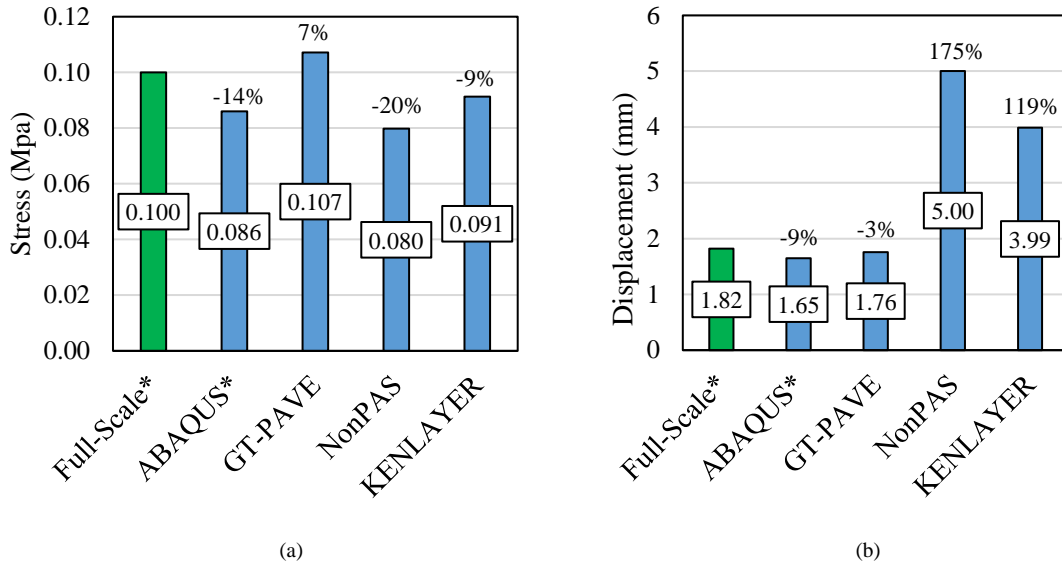 Stress (Mpa)
0.12
0.10
0.08
0.06
0.04
0.02
0.00
-14%
7%
-20%
-9%
0.100
0.086
0.107
0.080
0.091
Full-Scale*
ABAQUS*
GT-PAVE
NonPAS
KENLAYER
(a)
Displacement (mm)
6
5
4
3
2
1
0
-9%
-3%
175%
119%
1.82
1.65
1.76
5.00
3.99
Full-Scale*
ABAQUS*
GT-PAVE
NonPAS
KENLAYER
(b)